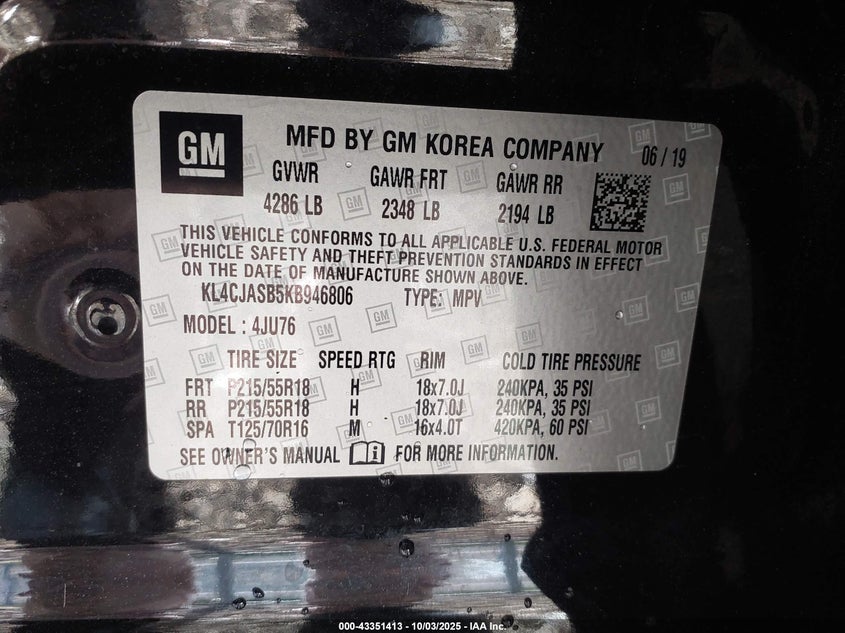 GM
MFD BY GM KOREA COMPANY 06 / 19
GVWR GAWR FRT GAWR RR
4286 LB 2348 LB 2194 LB
THIS VEHICLE CONFORMS TO ALL APPLICABLE U.S. FEDERAL MOTOR
VEHICLE SAFETY AND THEFT PREVENTION STANDARDS IN EFFECT
ON THE DATE OF MANUFACTURE SHOWN ABOVE.
KL4CJASB5KB946806 TYPE: MPV
MODEL : 4JU76
TIRE SIZE SPEED RTG RIM COLD TIRE PRESSURE
FRT P215/55R18 H 18x7.0J 240KPA, 35 PSI
RR P215/55R18 H 18x7.0J 240KPA, 35 PSI
SPA T125/70R16 M 16x4.0T 420KPA, 60 PSI
SEE OWNER'S MANUAL FOR MORE INFORMATION.
000-43351413 - 10/03/2025 - IAA Inc.